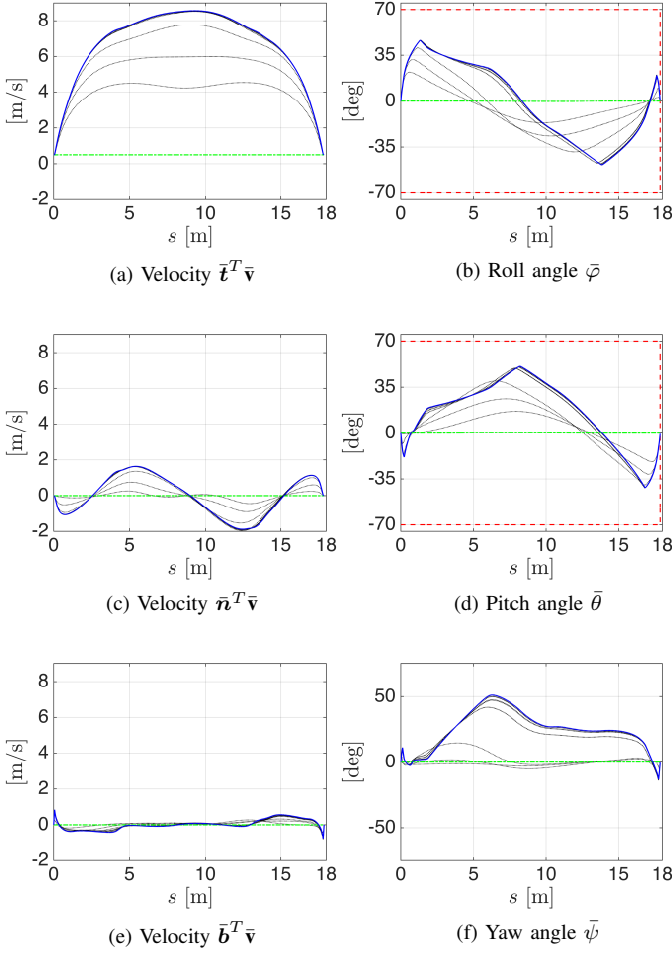 8
6
4
2
0
-2
[m/s]
0 5 10 15 18
s [m]
(a) Velocity t̄ᵀv̄
70
35
0
-35
-70
[deg]
0 5 10 15 18
s [m]
(b) Roll angle φ̄
8
6
4
2
0
-2
[m/s]
0 5 10 15 18
s [m]
(c) Velocity n̄ᵀv̄
70
35
0
-35
-70
[deg]
0 5 10 15 18
s [m]
(d) Pitch angle θ̄
8
6
4
2
0
-2
[m/s]
0 5 10 15 18
s [m]
(e) Velocity b̄ᵀv̄
50
0
-50
[deg]
0 5 10 15 18
s [m]
(f) Yaw angle ψ̄